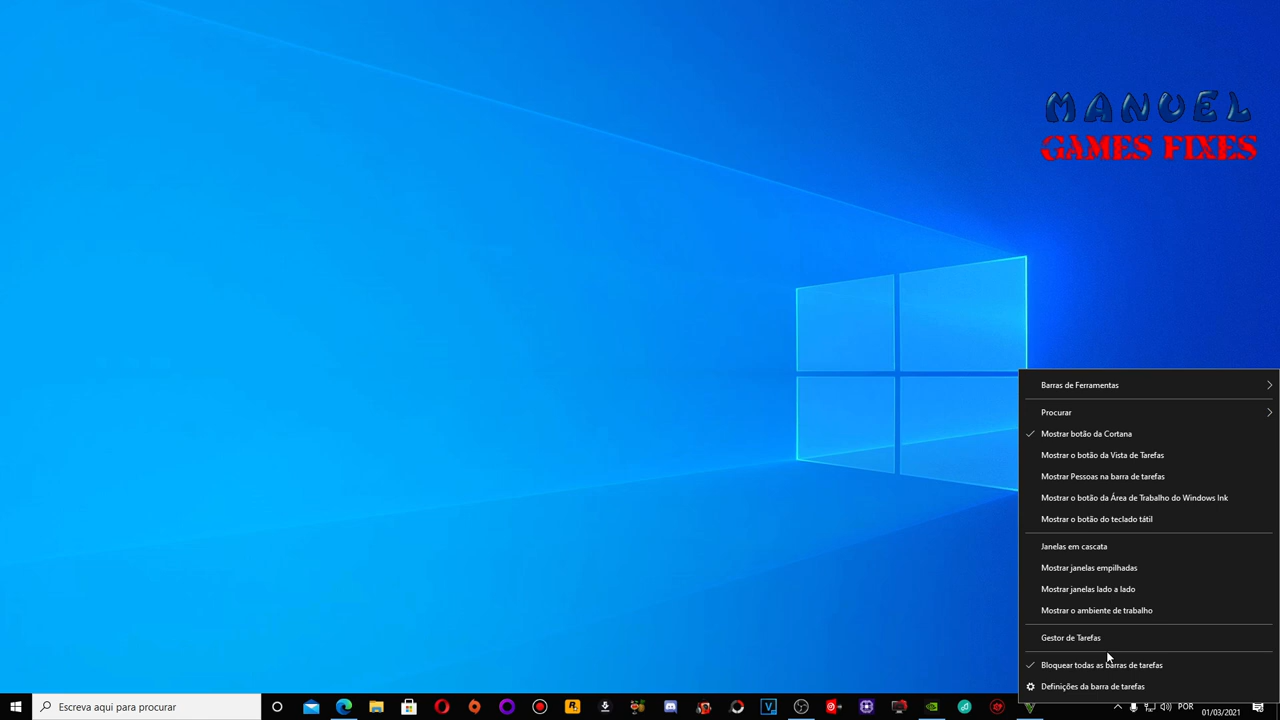 MANUEL
GAMES FIXES
Barras de Ferramentas
Procurar
Mostrar botão da Cortana
Mostrar o botão da Vista de Tarefas
Mostrar Pessoas na barra de tarefas
Mostrar o botão da Área de Trabalho do Windows Ink
Mostrar o botão do teclado tátil
Janelas em cascata
Mostrar janelas empilhadas
Mostrar janelas lado a lado
Mostrar o ambiente de trabalho
Gestor de Tarefas
Bloquear todas as barras de tarefas
Definições da barra de tarefas
Escreva aqui para procurar
POR
01/03/2021